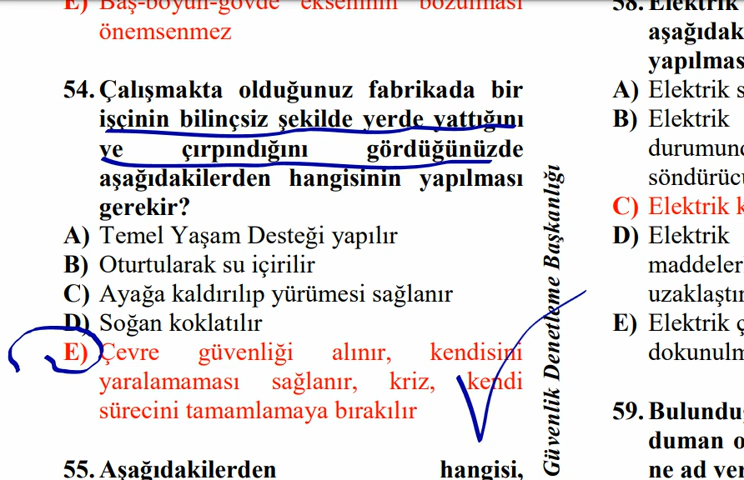 E) Baş-boyun-gövde ekseninin bozulması
önemsenmez
54. Çalışmakta olduğunuz fabrikada bir
işçinin bilinçsiz şekilde yerde yattığını
ve çırpındığını gördüğünüzde
aşağıdakilerden hangisinin yapılması
gerekir?
A) Temel Yaşam Desteği yapılır
B) Oturtularak su içirilir
C) Ayağa kaldırılıp yürümesi sağlanır
D) Soğan koklatılır
E) Çevre güvenliği alınır, kendisini
yaralamaması sağlanır, kriz, kendi
sürecini tamamlamaya bırakılır
55. Aşağıdakilerden hangisi,
Güvenlik Denetleme Başkanlığı
58. Elektrik
aşağıdak
yapılmas
A) Elektrik s
B) Elektrik
durumund
söndürüc
C) Elektrik k
D) Elektrik
maddeler
uzaklaştır
E) Elektrik ç
dokunulm
59. Bulundu
duman o
ne ad ver